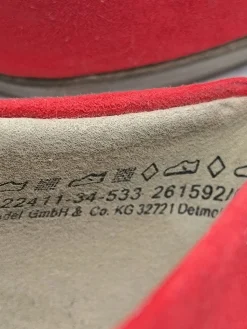 22411-34-533 261592/
del GmbH & Co. KG 32721 Detmo